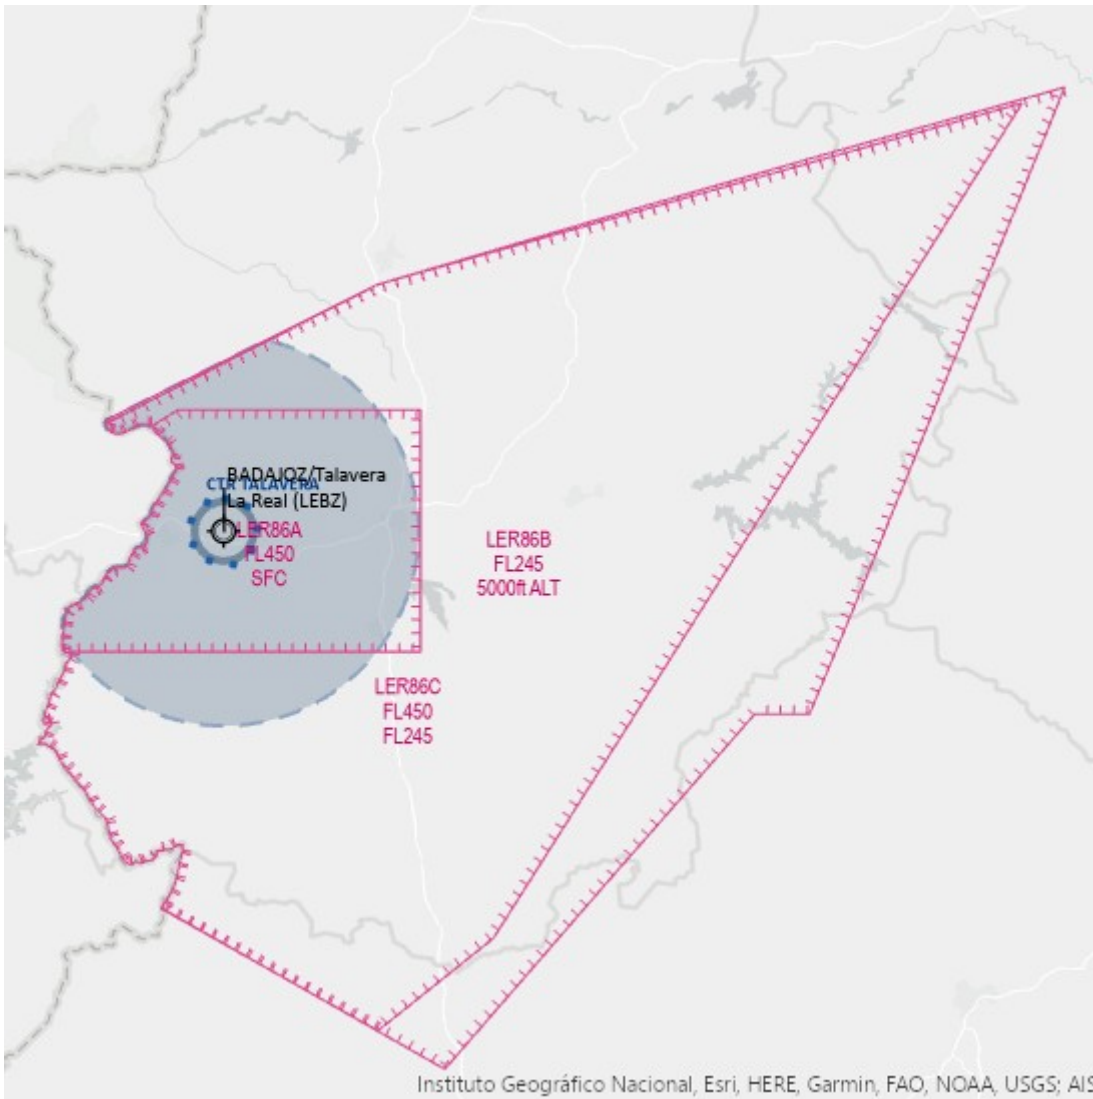 BADAJOZ/Talavera
CTR TALAVERA
La Real (LEBZ)
LER86A
FL450
SFC
LER86B
FL245
5000ft ALT
LER86C
FL450
FL245
Instituto Geográfico Nacional, Esri, HERE, Garmin, FAO, NOAA, USGS; AIS